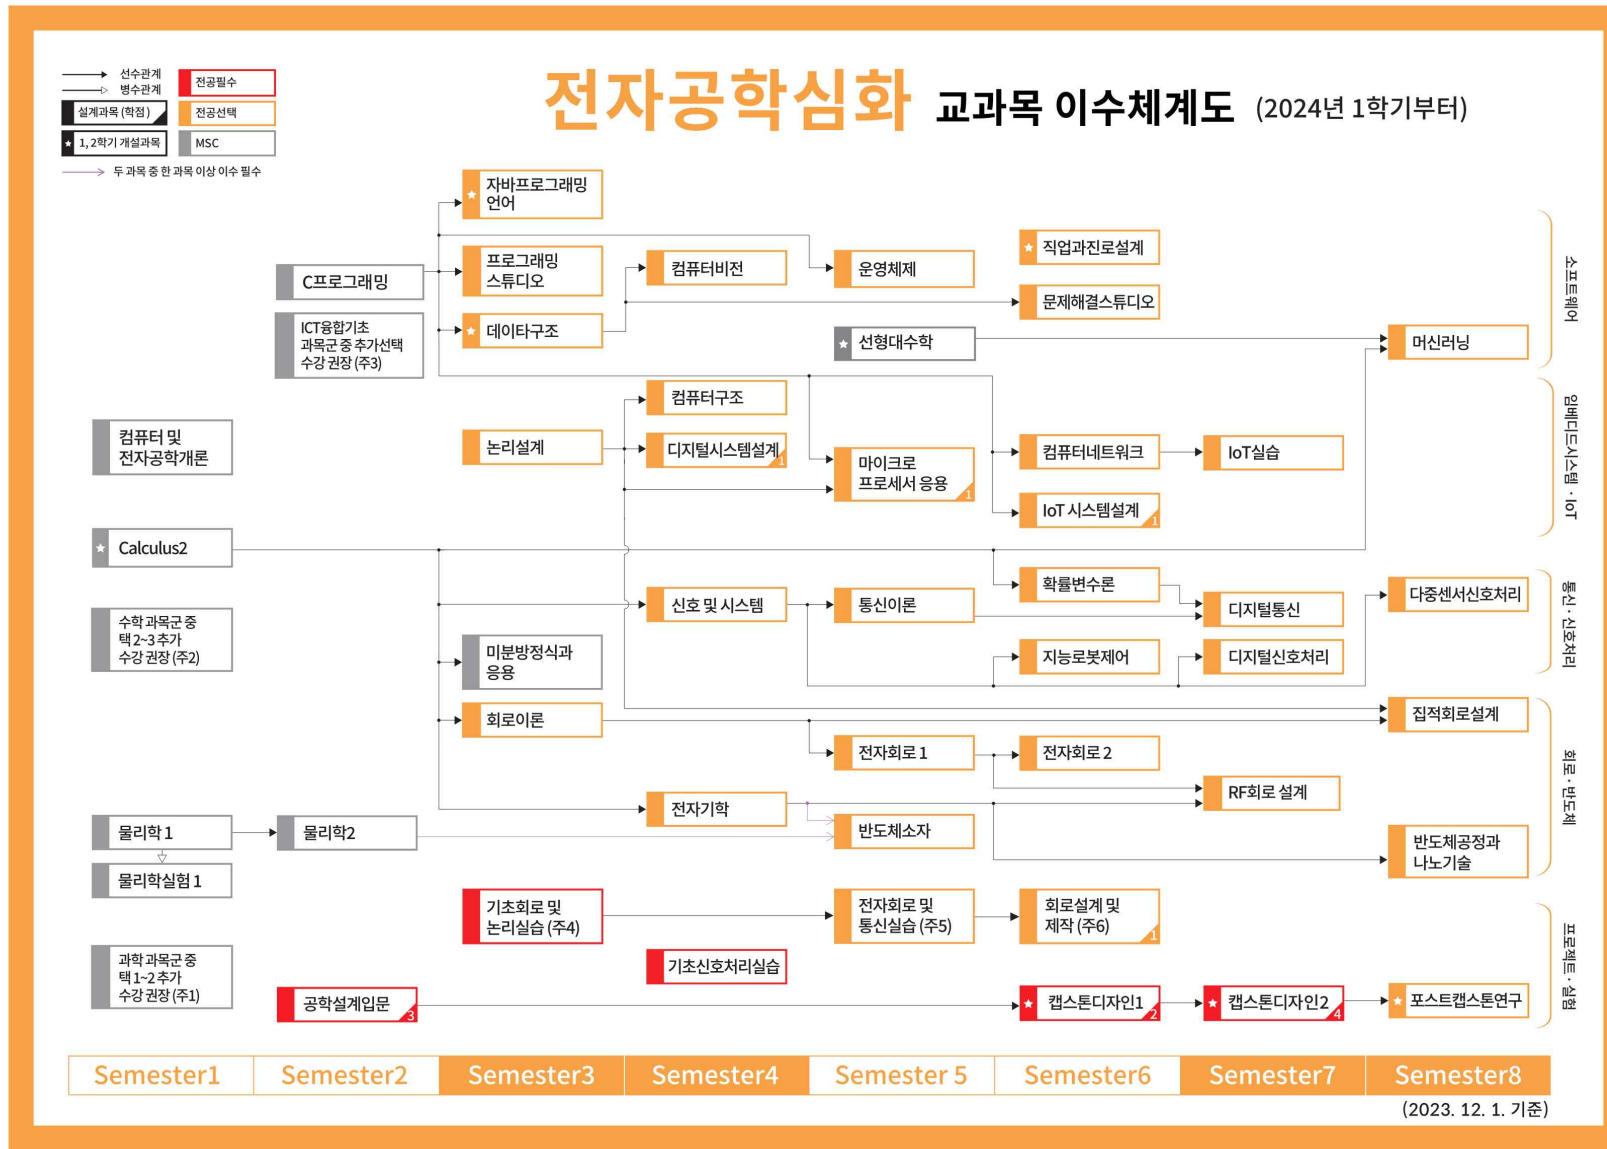 선수관계
병수관계
설계과목 (학점)
★ 1, 2학기 개설과목
두 과목 중 한 과목 이상 이수 필수
전공필수
전공선택
MSC
전자공학심화 교과목 이수체계도 (2024년 1학기부터)
컴퓨터 및
전자공학개론
★ Calculus2
수학 과목군 중
택 2~3 추가
수강 권장 (주2)
물리학 1
물리학실험 1
과학 과목군 중
택 1~2 추가
수강 권장 (주1)
C프로그래밍
ICT융합기초
과목군 중 추가선택
수강 권장 (주3)
물리학2
공학설계입문
3
★ 자바프로그래밍
언어
프로그래밍
스튜디오
★ 데이타구조
논리설계
미분방정식과
응용
회로이론
기초회로 및
논리실습 (주4)
컴퓨터비전
컴퓨터구조
디지털시스템설계
1
신호 및 시스템
전자기학
기초신호처리실습
운영체제
★ 선형대수학
마이크로
프로세서 응용
1
통신이론
전자회로 1
반도체소자
전자회로 및
통신실습 (주5)
★ 직업과진로설계
문제해결스튜디오
컴퓨터네트워크
IoT 시스템설계
1
확률변수론
지능로봇제어
전자회로 2
회로설계 및
제작 (주6)
1
★ 캡스톤디자인1
2
IoT실습
디지털통신
디지털신호처리
RF회로 설계
★ 캡스톤디자인2
4
머신러닝
다중센서신호처리
집적회로설계
반도체공정과
나노기술
★ 포스트캡스톤연구
소프트웨어
임베디드시스템 · IoT
통신 · 신호처리
회로 · 반도체
프로젝트 · 실험
Semester1
Semester2
Semester3
Semester4
Semester 5
Semester6
Semester7
Semester8
(2023. 12. 1. 기준)